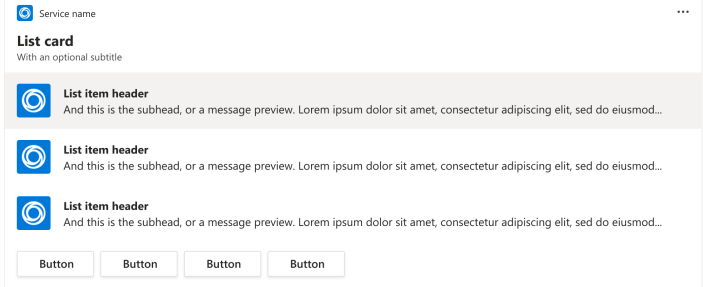 Service name
List card
With an optional subtitle
List item header
And this is the subhead, or a message preview. Lorem ipsum dolor sit amet, consectetur adipiscing elit, sed do eiusmod...
List item header
And this is the subhead, or a message preview. Lorem ipsum dolor sit amet, consectetur adipiscing elit, sed do eiusmod...
List item header
And this is the subhead, or a message preview. Lorem ipsum dolor sit amet, consectetur adipiscing elit, sed do eiusmod...
Button Button Button Button